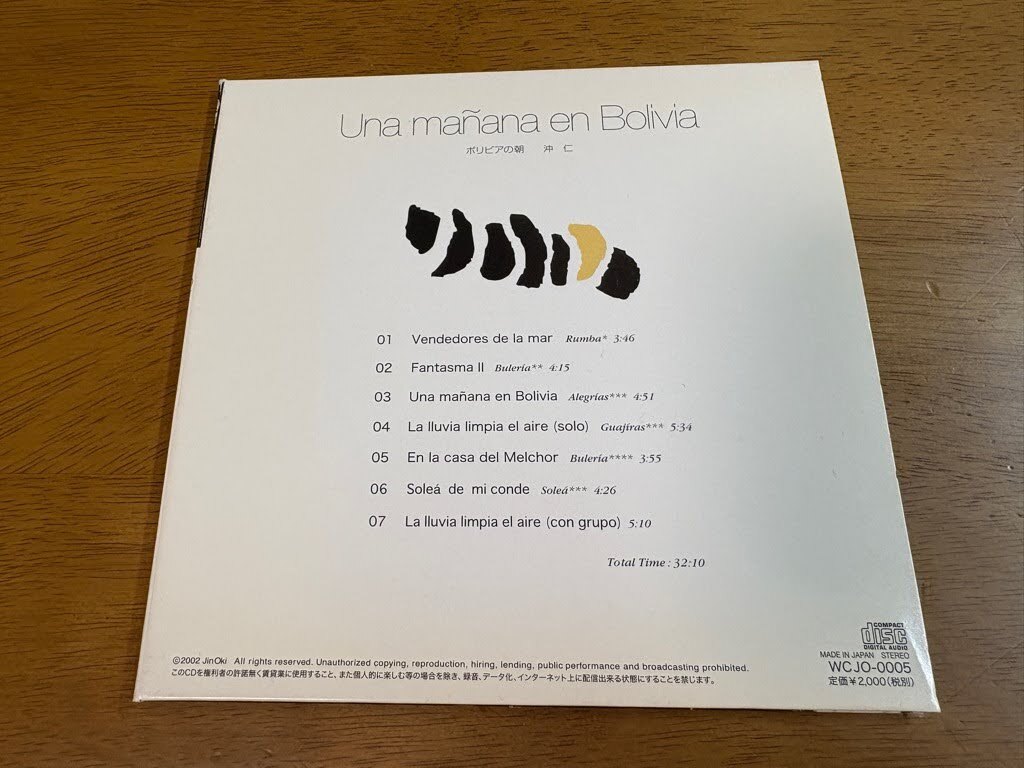 Una mañana en Bolivia
ボリビアの朝 沖 仁
01 Vendedores de la mar Rumba* 3:46
02 Fantasma II Bulería** 4:15
03 Una mañana en Bolivia Alegrías*** 4:51
04 La lluvia limpia el aire (solo) Guajiras*** 5:34
05 En la casa del Melchor Bulería**** 3:55
06 Soleá de mi conde Soleá*** 4:26
07 La lluvia limpia el aire (con grupo) 5:10
Total Time : 32:10
COMPACT
disc
DIGITAL AUDIO
MADE IN JAPAN STEREO
WCJO-0005
定価¥2,000(税別)
©2002 JinOki All rights reserved. Unauthorized copying, reproduction, hiring, lending, public performance and broadcasting prohibited.
このCDを権利者の許諾無く賃貸業に使用すること、また個人的に楽しむ等の場合を除き、録音、データ化、インターネット上に配信出来る状態にすることを禁じます。